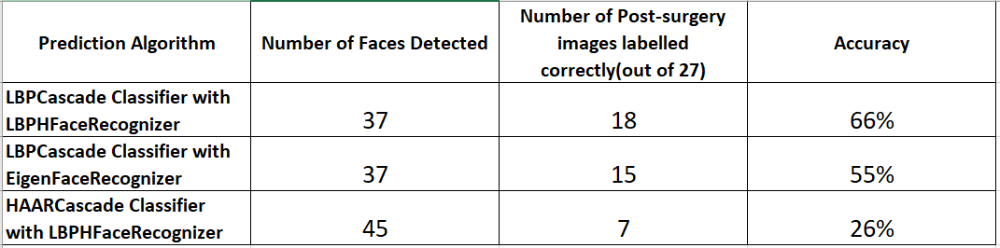 Prediction Algorithm
Number of Faces Detected
Number of Post-surgery
images labelled
correctly(out of 27)
Accuracy
LBPCascade Classifier with
LBPHFaceRecognizer
37
18
66%
LBPCascade Classifier with
EigenFaceRecognizer
37
15
55%
HAARCascade Classifier
with LBPHFaceRecognizer
45
7
26%